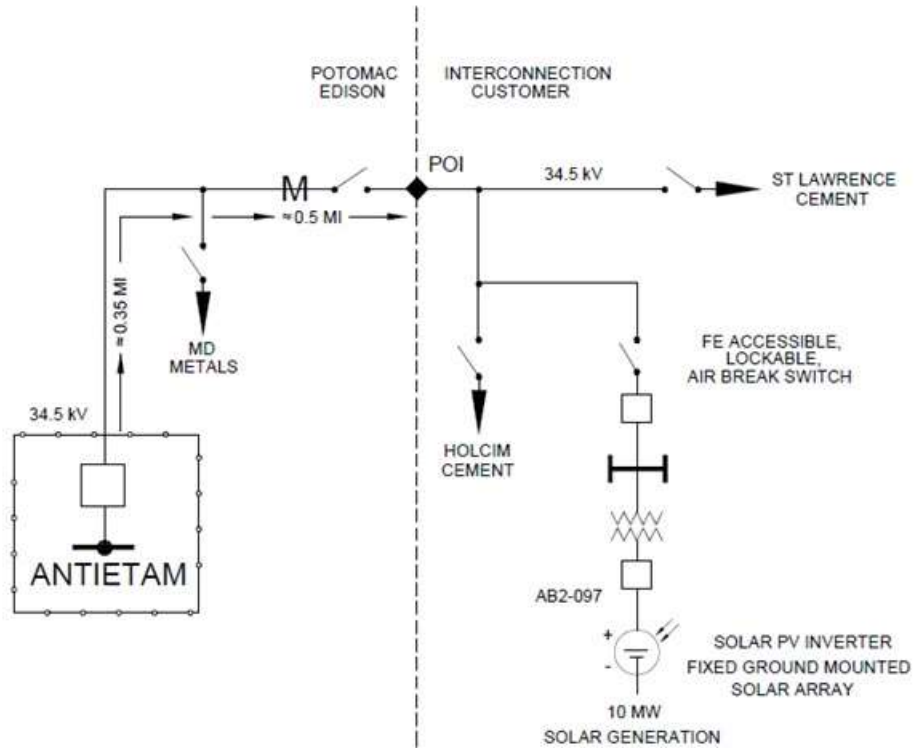 POTOMAC
EDISON
INTERCONNECTION
CUSTOMER
POI
M
34.5 kV
ST LAWRENCE
CEMENT
≈0.5 MI
≈0.35 MI
MD
METALS
FE ACCESSIBLE,
LOCKABLE,
AIR BREAK SWITCH
34.5 kV
HOLCIM
CEMENT
ANTIETAM
AB2-097
+
-
SOLAR PV INVERTER
FIXED GROUND MOUNTED
SOLAR ARRAY
10 MW
SOLAR GENERATION